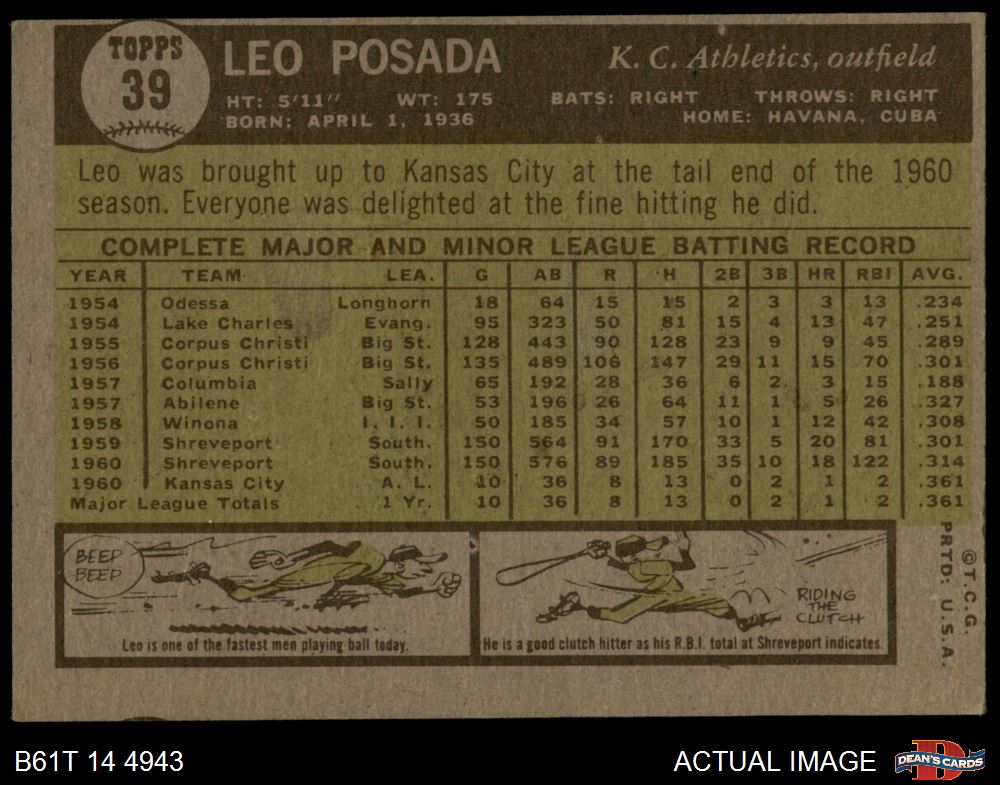 TOPPS
39
LEO POSADA
K. C. Athletics, outfield
HT: 5'11" WT: 175 BATS: RIGHT THROWS: RIGHT
BORN: APRIL 1, 1936 HOME: HAVANA, CUBA
Leo was brought up to Kansas City at the tail end of the 1960
season. Everyone was delighted at the fine hitting he did.
COMPLETE MAJOR AND MINOR LEAGUE BATTING RECORD
YEAR TEAM LEA. G AB R H 2B 3B HR RBI AVG.
1954 Odessa Longhorn 18 64 15 15 2 3 3 13 .234
1954 Lake Charles Evang. 95 323 50 81 15 4 13 47 .251
1955 Corpus Christi Big St. 128 443 90 128 23 9 9 45 .289
1956 Corpus Christi Big St. 135 489 106 147 29 11 15 70 .301
1957 Columbia Sally 65 192 28 36 6 2 3 15 .188
1957 Abilene Big St. 53 196 26 64 11 1 5 26 .327
1958 Winona I. I. I. 50 185 34 57 10 1 12 42 .308
1959 Shreveport South. 150 564 91 170 33 5 20 81 .301
1960 Shreveport South. 150 576 89 185 35 10 18 122 .314
1960 Kansas City A. L. 10 36 8 13 0 2 1 2 .361
Major League Totals 1 Yr. 10 36 8 13 0 2 1 2 .361
BEEP
BEEP
Leo is one of the fastest men playing ball today.
RIDING
THE
CLUTCH
He is a good clutch hitter as his R.B.I. total at Shreveport indicates.
©T.C.G.
PRTD: U.S.A.
B61T 14 4943
ACTUAL IMAGE
D
DEAN'S CARDS